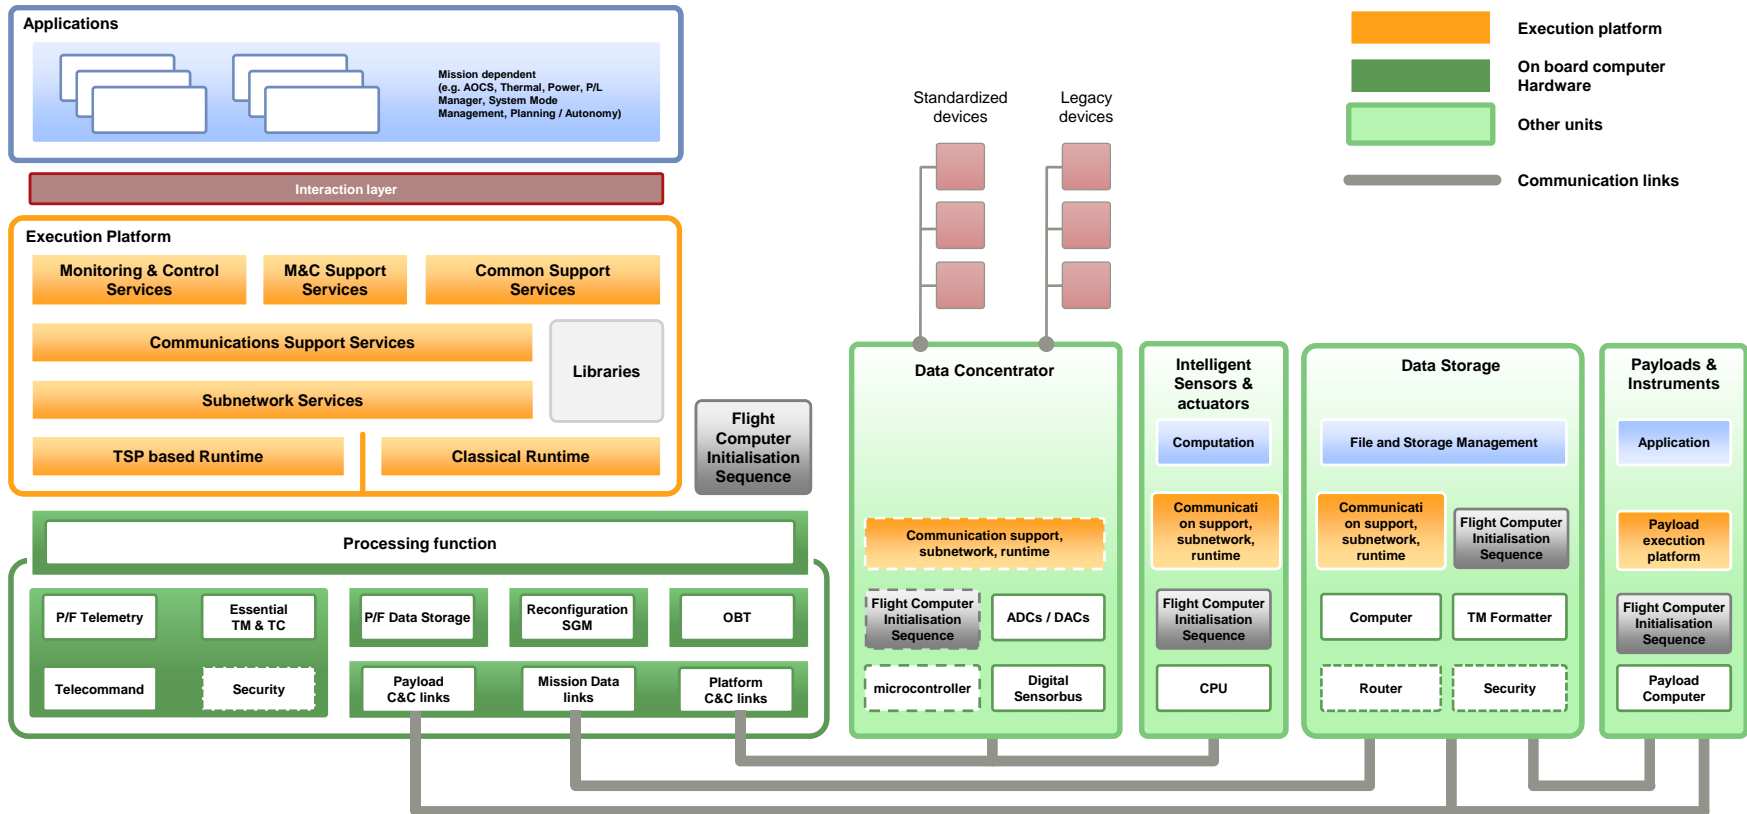 Applications
Mission dependent
(e.g. AOCS, Thermal, Power, P/L
Manager, System Mode
Management, Planning / Autonomy)
Interaction layer
Execution Platform
Monitoring & Control
Services
M&C Support
Services
Common Support
Services
Communications Support Services
Libraries
Subnetwork Services
TSP based Runtime
Classical Runtime
Flight
Computer
Initialisation
Sequence
Processing function
P/F Telemetry
Essential
TM & TC
P/F Data Storage
Reconfiguration
SGM
OBT
Telecommand
Security
Payload
C&C links
Mission Data
links
Platform
C&C links
Standardized
devices
Legacy
devices
Data Concentrator
Communication support,
subnetwork, runtime
Flight Computer
Initialisation
Sequence
ADCs / DACs
microcontroller
Digital
Sensorbus
Intelligent
Sensors &
actuators
Computation
Communicati
on support,
subnetwork,
runtime
Flight Computer
Initialisation
Sequence
CPU
Data Storage
File and Storage Management
Communicati
on support,
subnetwork,
runtime
Flight Computer
Initialisation
Sequence
Computer
TM Formatter
Router
Security
Payloads &
Instruments
Application
Payload
execution
platform
Flight Computer
Initialisation
Sequence
Payload
Computer
Execution platform
On board computer
Hardware
Other units
Communication links